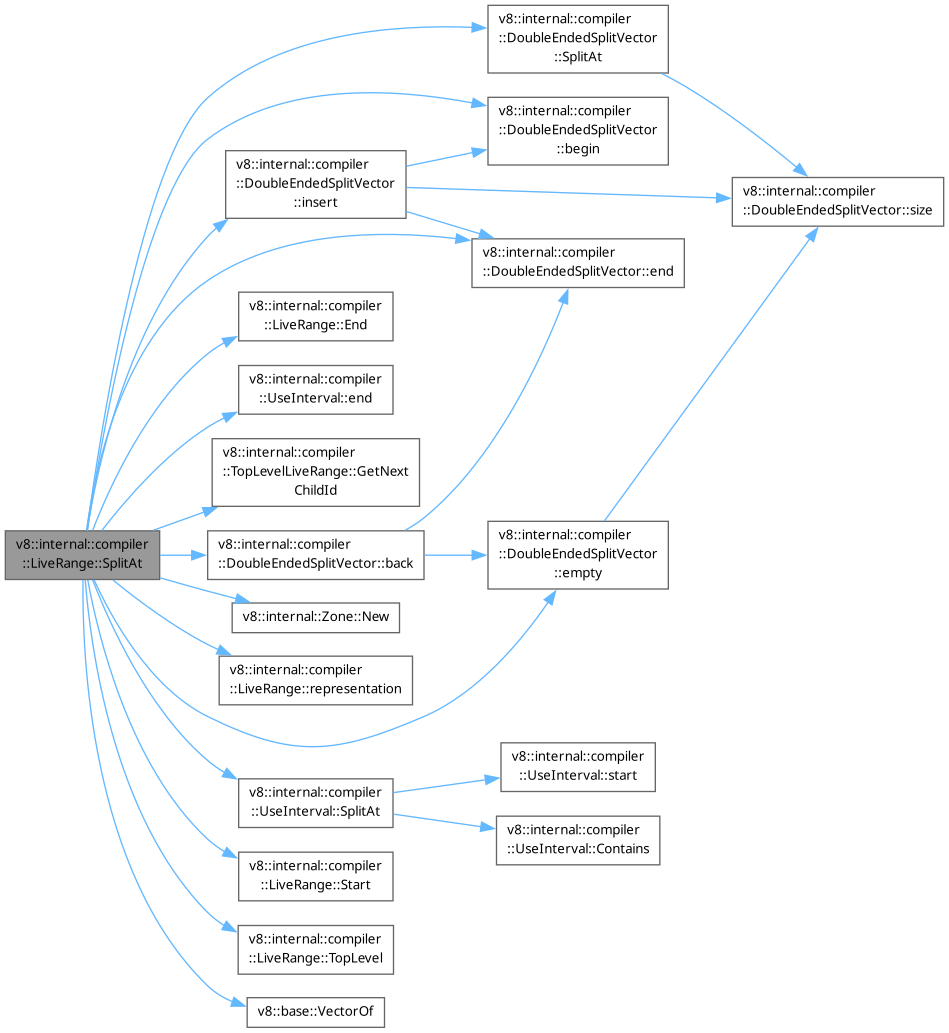 v8::internal::compiler
::DoubleEndedSplitVector
::SplitAt
v8::internal::compiler
::DoubleEndedSplitVector
::begin
v8::internal::compiler
::DoubleEndedSplitVector
::insert
v8::internal::compiler
::DoubleEndedSplitVector::size
v8::internal::compiler
::DoubleEndedSplitVector::end
v8::internal::compiler
::LiveRange::End
v8::internal::compiler
::UseInterval::end
v8::internal::compiler
::TopLevelLiveRange::GetNext
ChildId
v8::internal::compiler
::LiveRange::SplitAt
v8::internal::compiler
::DoubleEndedSplitVector::back
v8::internal::compiler
::DoubleEndedSplitVector
::empty
v8::internal::Zone::New
v8::internal::compiler
::LiveRange::representation
v8::internal::compiler
::UseInterval::start
v8::internal::compiler
::UseInterval::SplitAt
v8::internal::compiler
::UseInterval::Contains
v8::internal::compiler
::LiveRange::Start
v8::internal::compiler
::LiveRange::TopLevel
v8::base::VectorOf